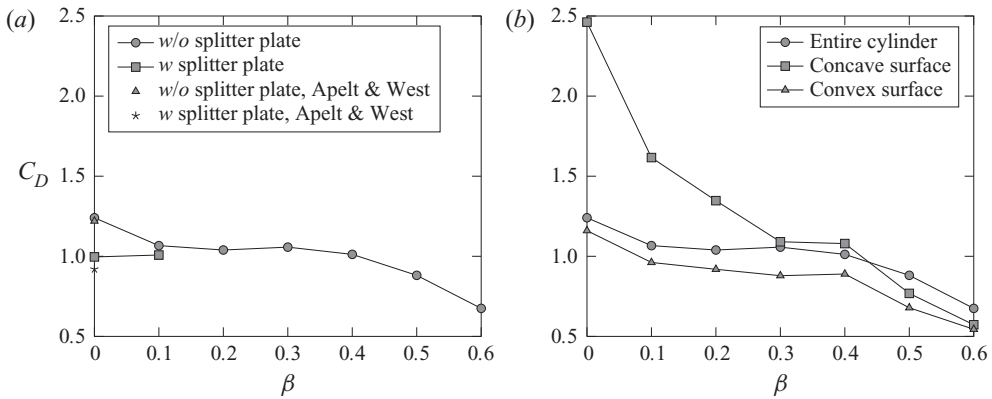 (a)
2.5
2.0
1.5
1.0
0.5
C_D
w/o splitter plate
w splitter plate
w/o splitter plate, Apelt & West
w splitter plate, Apelt & West
0 0.1 0.2 0.3 0.4 0.5 0.6
β
(b)
2.5
2.0
1.5
1.0
0.5
Entire cylinder
Concave surface
Convex surface
0 0.1 0.2 0.3 0.4 0.5 0.6
β